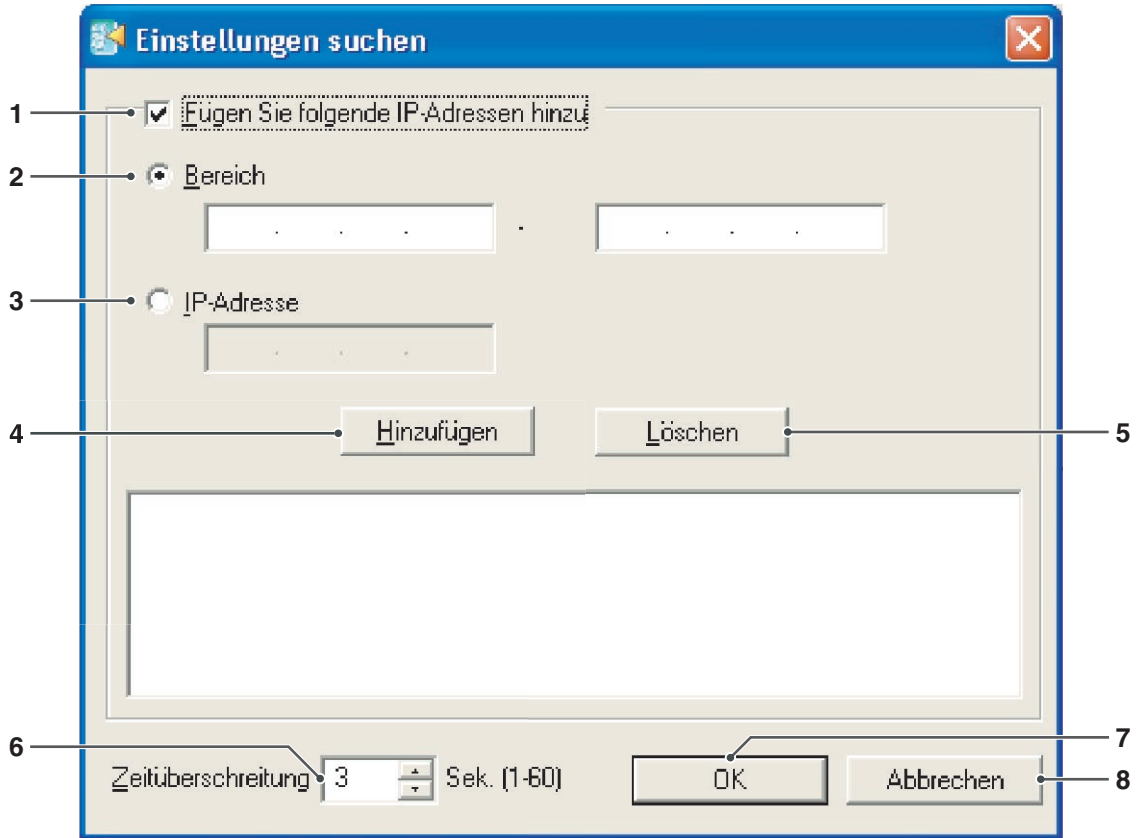 Einstellungen suchen
1
Fügen Sie folgende IP-Adressen hinzu
2
Bereich
. . . - . . .
3
IP-Adresse
. . .
4
Hinzufügen
Löschen
5
6
Zeitüberschreitung 3 Sek. (1-60)
7
OK
Abbrechen
8